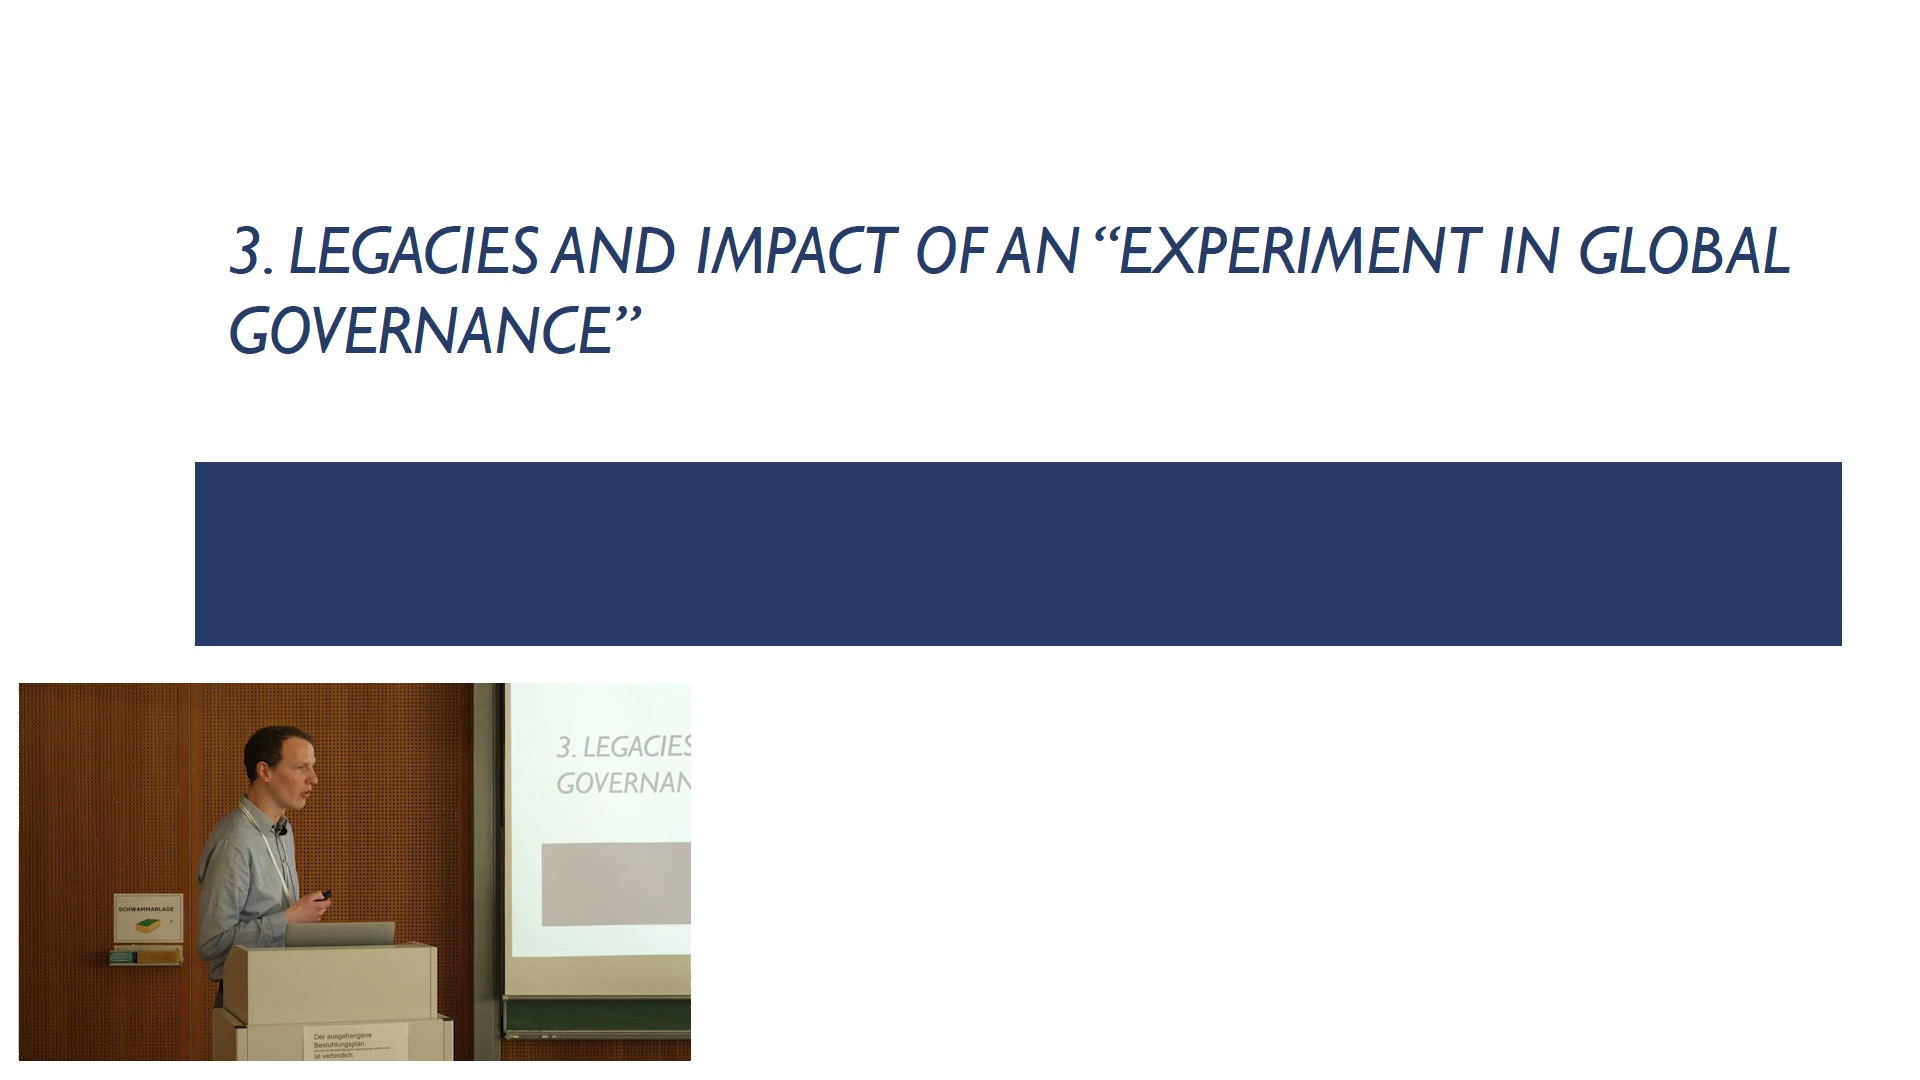 3. LEGACIES AND IMPACT OF AN “EXPERIMENT IN GLOBAL
GOVERNANCE”
3. LEGACIES
GOVERNAN
SCHWAMMABLAGE
Der ausgehangene
Bestuhlungsplan
ist verbindlich.